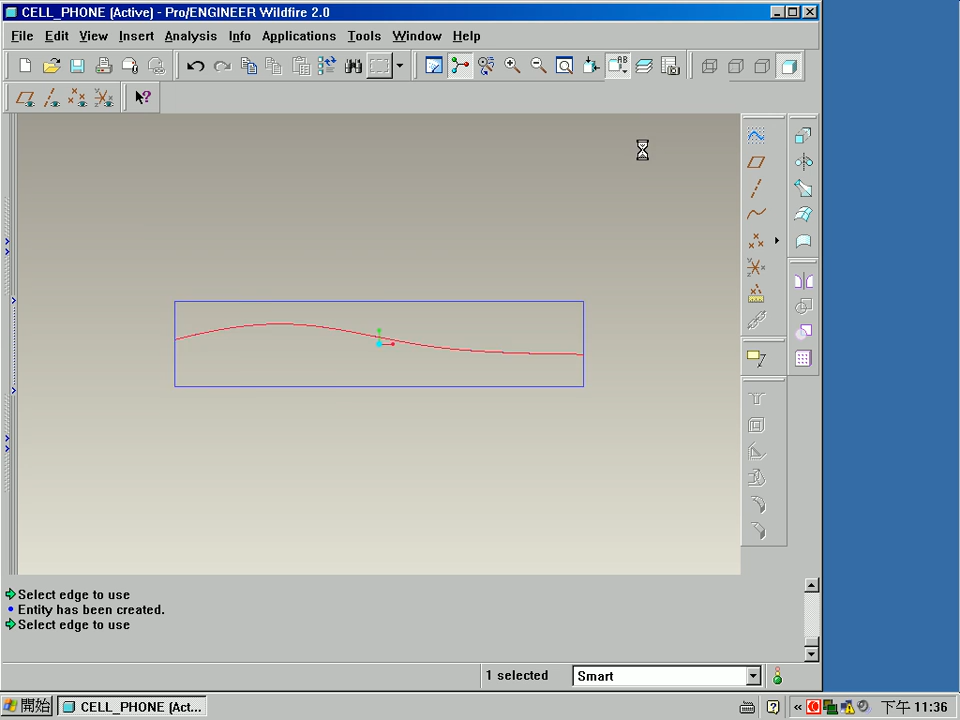 CELL_PHONE (Active) - Pro/ENGINEER Wildfire 2.0
File Edit View Insert Analysis Info Applications Tools Window Help
Select edge to use
Entity has been created.
Select edge to use
1 selected Smart
開始 CELL_PHONE (Act... 下午 11:36